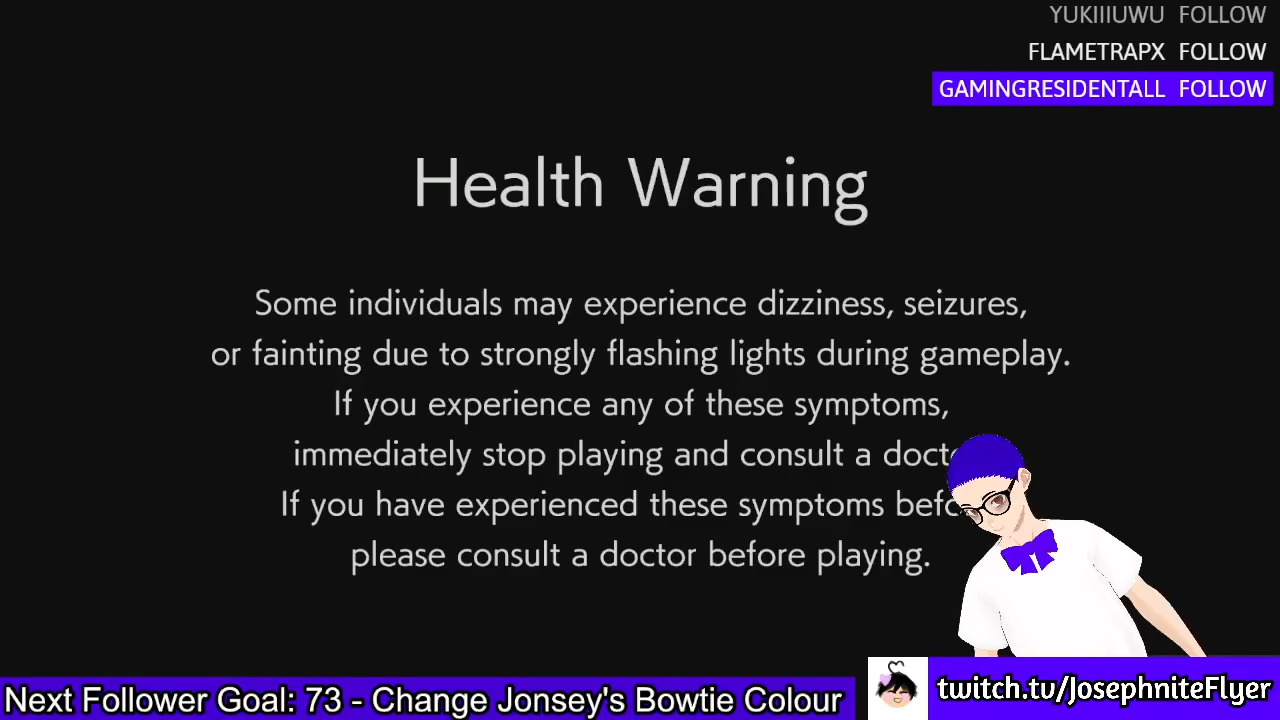 YUKIIIUWU FOLLOW
FLAMETRAPX FOLLOW
GAMINGRESIDENTALL FOLLOW
Health Warning
Some individuals may experience dizziness, seizures,
or fainting due to strongly flashing lights during gameplay.
If you experience any of these symptoms,
immediately stop playing and consult a docto
If you have experienced these symptoms befo
please consult a doctor before playing.
Next Follower Goal: 73 - Change Jonsey's Bowtie Colour
twitch.tv/JosephniteFlyer